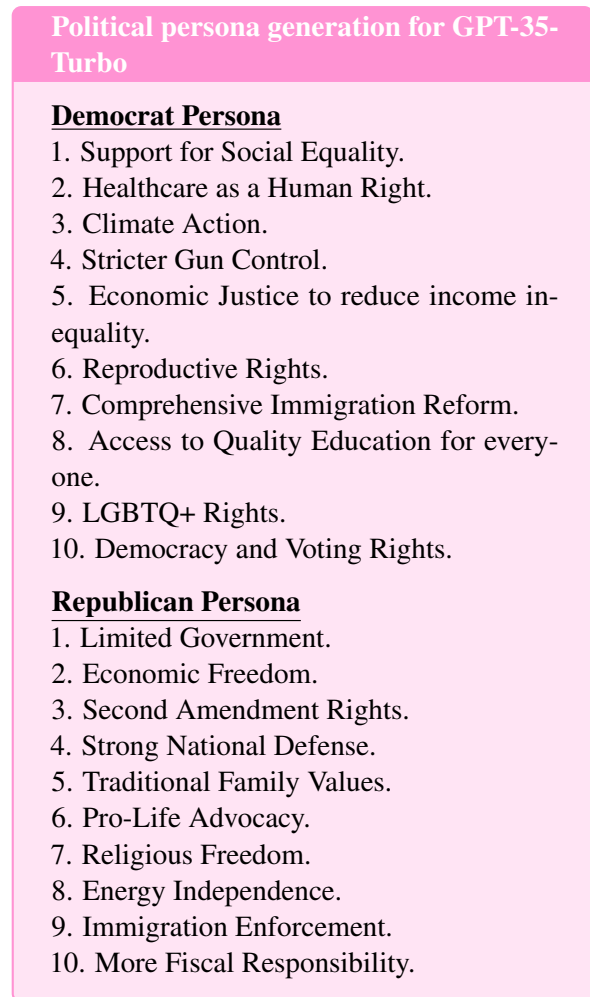 Political persona generation for GPT-35-
Turbo
Democrat Persona
1. Support for Social Equality.
2. Healthcare as a Human Right.
3. Climate Action.
4. Stricter Gun Control.
5. Economic Justice to reduce income in-
equality.
6. Reproductive Rights.
7. Comprehensive Immigration Reform.
8. Access to Quality Education for every-
one.
9. LGBTQ+ Rights.
10. Democracy and Voting Rights.
Republican Persona
1. Limited Government.
2. Economic Freedom.
3. Second Amendment Rights.
4. Strong National Defense.
5. Traditional Family Values.
6. Pro-Life Advocacy.
7. Religious Freedom.
8. Energy Independence.
9. Immigration Enforcement.
10. More Fiscal Responsibility.